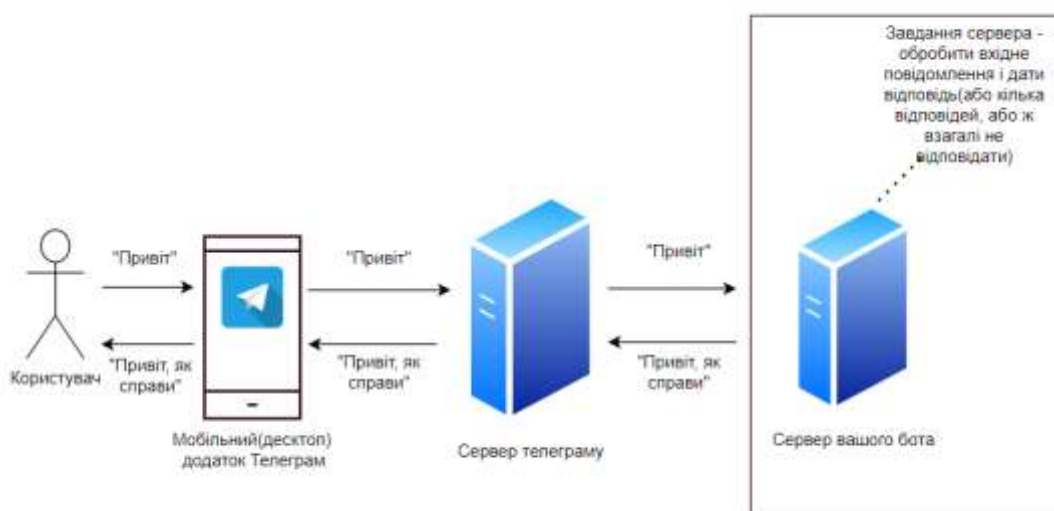 Завдання сервера -
обробити вхідне
повідомлення і дати
відповідь(або кілька
відповідей, або ж
взагалі не
відповідати)
"Привіт"
"Привіт"
"Привіт"
"Привіт, як
справи"
"Привіт, як
справи"
"Привіт, як
справи"
Користувач
Мобільний(десктоп)
додаток Телеграм
Сервер телеграму
Сервер вашого бота